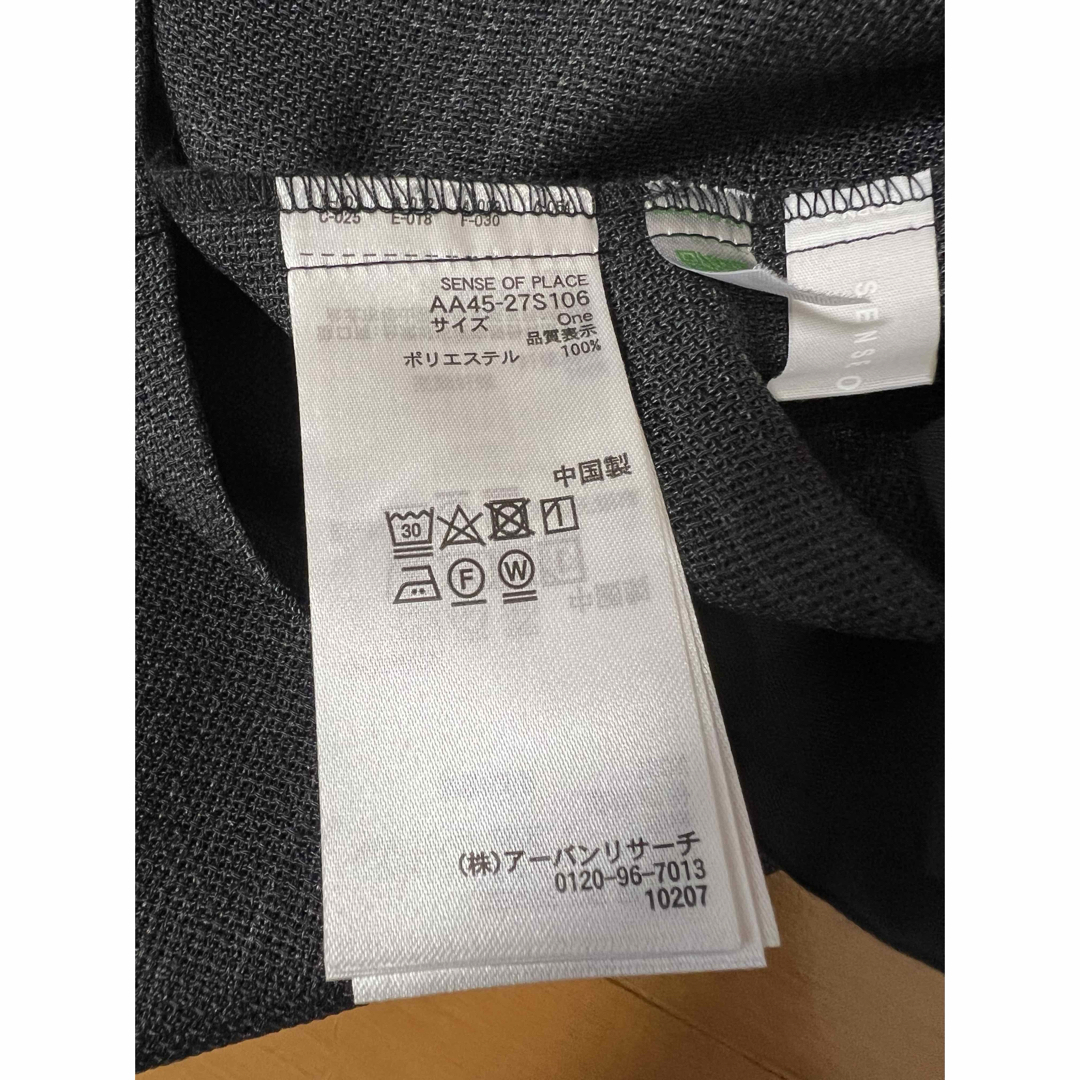 C-025 E-018 F-030
SENSE OF PLACE
AA45-27S106
サイズ One
品質表示
ポリエステル 100%
中国製
30
F W
(株)アーバンリサーチ
0120-96-7013
10207
SENSE O